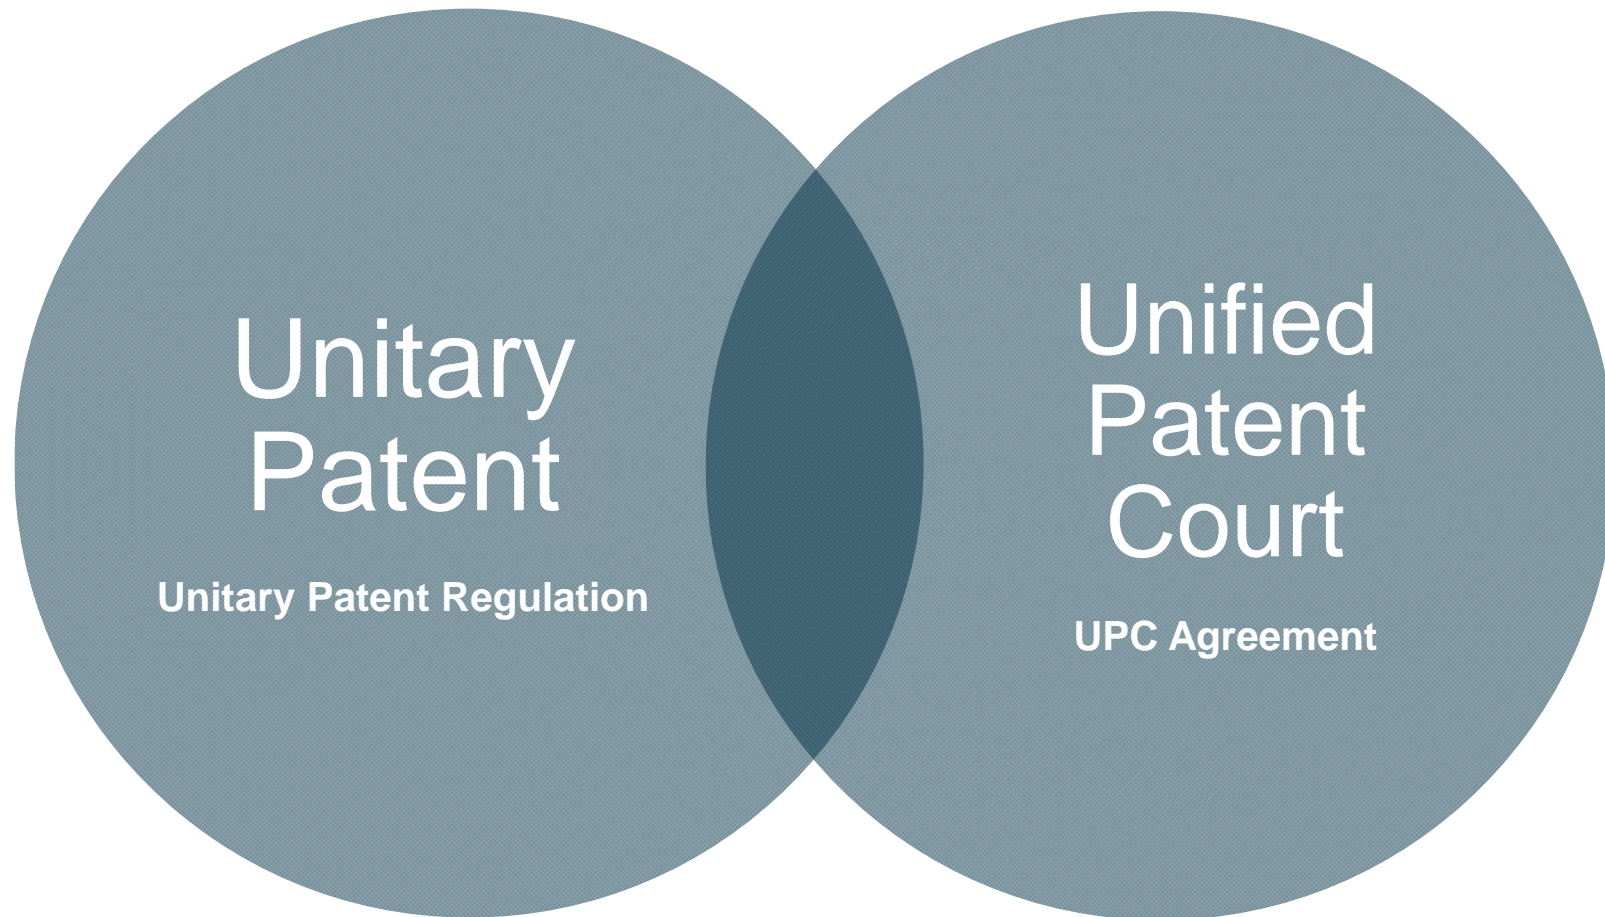 Unitary
Patent
Unitary Patent Regulation
Unified
Patent
Court
UPC Agreement